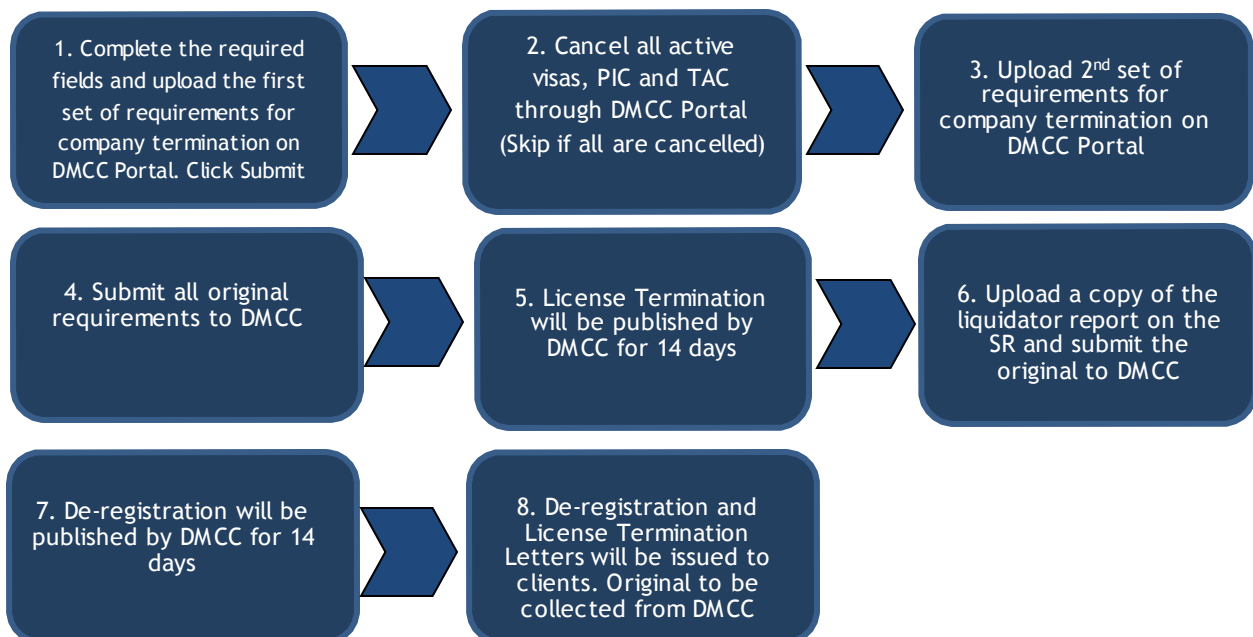 1. Complete the required
fields and upload the first
set of requirements for
company termination on
DMCC Portal. Click Submit
2. Cancel all active
visas, PIC and TAC
through DMCC Portal
(Skip if all are cancelled)
3. Upload 2nd set of
requirements for
company termination on
DMCC Portal
4. Submit all original
requirements to DMCC
5. License Termination
will be published by
DMCC for 14 days
6. Upload a copy of the
liquidator report on the
SR and submit the
original to DMCC
7. De-registration will be
published by DMCC for 14
days
8. De-registration and
License Termination
Letters will be issued to
clients. Original to be
collected from DMCC